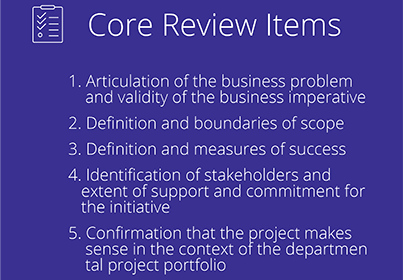 Core Review Items
1. Articulation of the business problem
and validity of the business imperative
2. Definition and boundaries of scope
3. Definition and measures of success
4. Identification of stakeholders and
extent of support and commitment for
the initiative
5. Confirmation that the project makes
sense in the context of the departmen
tal project portfolio